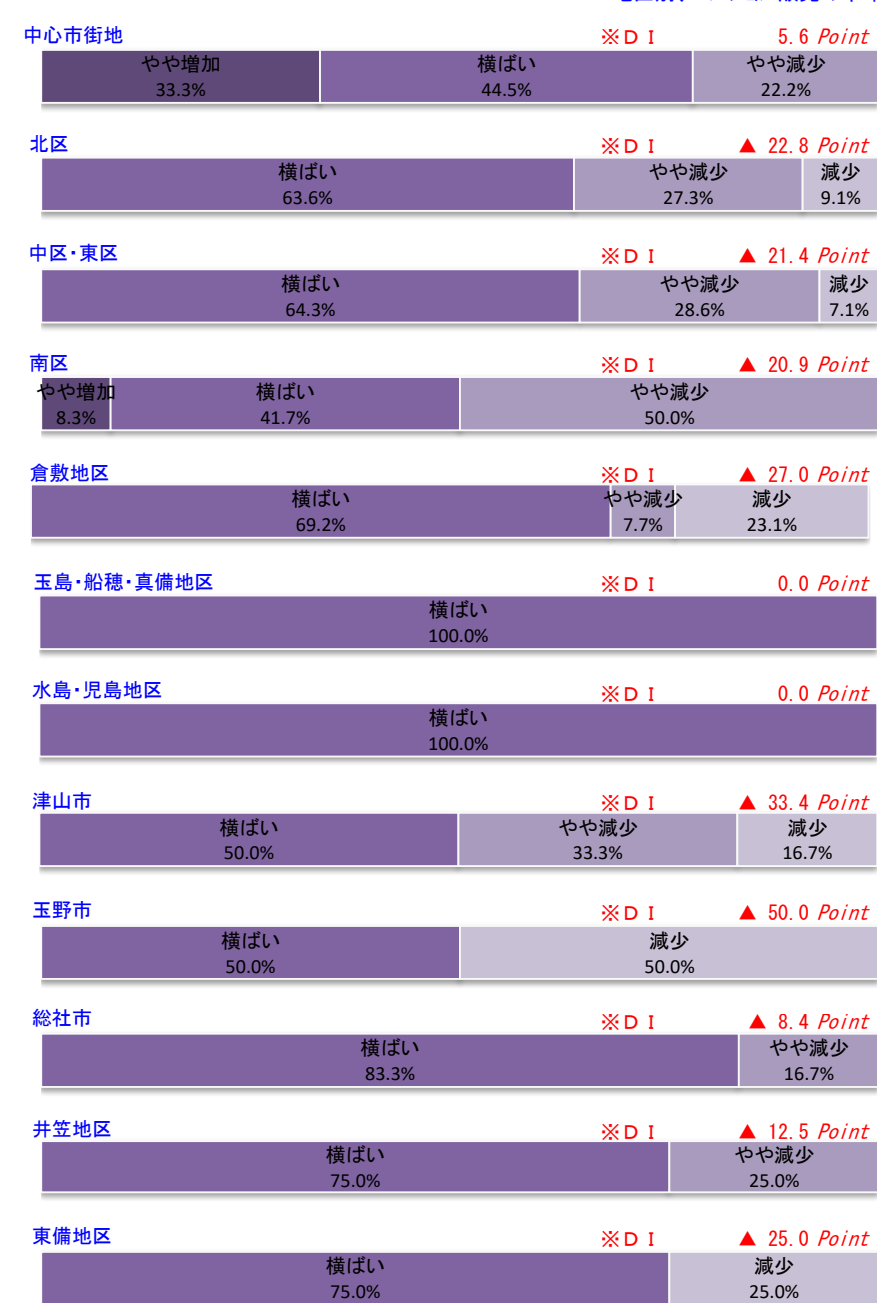 中心市街地 ※ＤＩ 5.6 Point
やや増加 横ばい やや減少
33.3% 44.5% 22.2%
北区 ※ＤＩ ▲ 22.8 Point
横ばい やや減少 減少
63.6% 27.3% 9.1%
中区・東区 ※ＤＩ ▲ 21.4 Point
横ばい やや減少 減少
64.3% 28.6% 7.1%
南区 ※ＤＩ ▲ 20.9 Point
やや増加 横ばい やや減少
8.3% 41.7% 50.0%
倉敷地区 ※ＤＩ ▲ 27.0 Point
横ばい やや減少 減少
69.2% 7.7% 23.1%
玉島・船穂・真備地区 ※ＤＩ 0.0 Point
横ばい
100.0%
水島・児島地区 ※ＤＩ 0.0 Point
横ばい
100.0%
津山市 ※ＤＩ ▲ 33.4 Point
横ばい やや減少 減少
50.0% 33.3% 16.7%
玉野市 ※ＤＩ ▲ 50.0 Point
横ばい 減少
50.0% 50.0%
総社市 ※ＤＩ ▲ 8.4 Point
横ばい やや減少
83.3% 16.7%
井笠地区 ※ＤＩ ▲ 12.5 Point
横ばい やや減少
75.0% 25.0%
東備地区 ※ＤＩ ▲ 25.0 Point
横ばい 減少
75.0% 25.0%